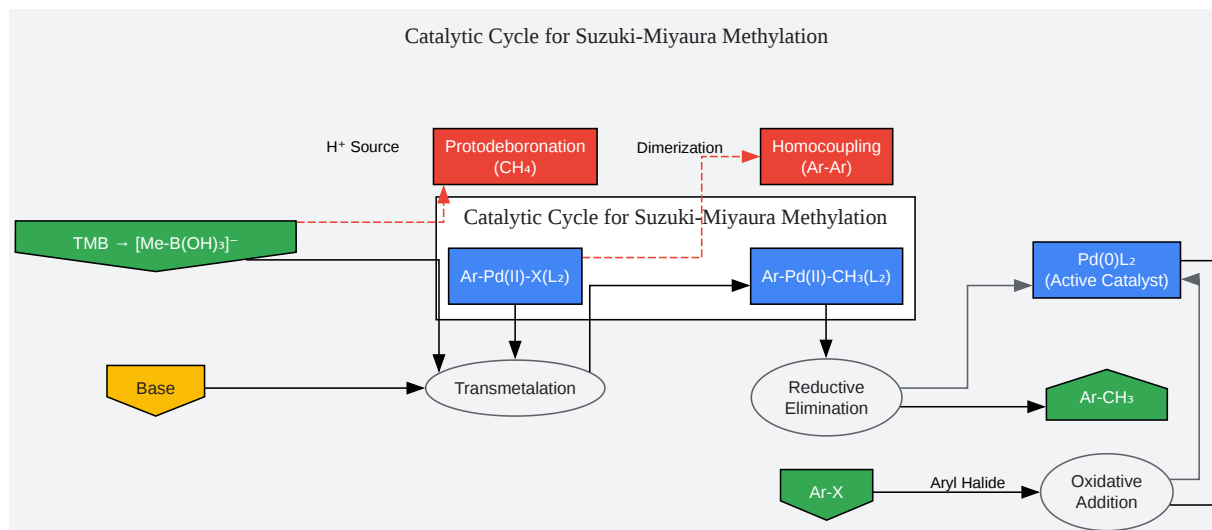 Catalytic Cycle for Suzuki-Miyaura Methylation
H⁺ Source
Protodeboronation
(CH₄)
Dimerization
Homocoupling
(Ar-Ar)
Catalytic Cycle for Suzuki-Miyaura Methylation
TMB → [Me-B(OH)₃]⁻
Ar-Pd(II)-X(L₂)
Ar-Pd(II)-CH₃(L₂)
Pd(0)L₂
(Active Catalyst)
Base
Transmetalation
Reductive
Elimination
Ar-CH₃
Ar-X
Aryl Halide
Oxidative
Addition